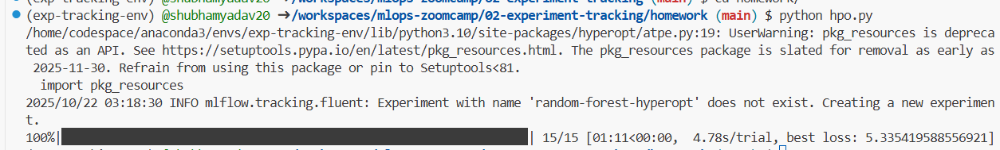 (exp-tracking-env) @shubhamyadav20 →/workspaces/mlops-zoomcamp/02-experiment-tracking/homework (main) $ python hpo.py
/home/codespace/anaconda3/envs/exp-tracking-env/lib/python3.10/site-packages/hyperopt/atpe.py:19: UserWarning: pkg_resources is depreca
ted as an API. See https://setuptools.pypa.io/en/latest/pkg_resources.html. The pkg_resources package is slated for removal as early as
2025-11-30. Refrain from using this package or pin to Setuptools<81.
import pkg_resources
2025/10/22 03:18:30 INFO mlflow.tracking.fluent: Experiment with name 'random-forest-hyperopt' does not exist. Creating a new experimen
t.
100%| | 15/15 [01:11<00:00, 4.78s/trial, best loss: 5.335419588556921]